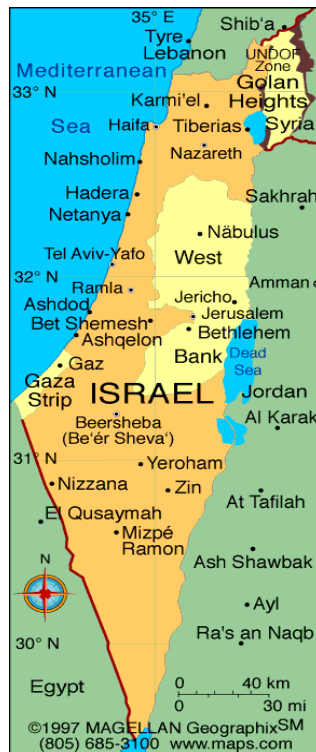 35° E
Shib'a
Tyre
Lebanon
UNDOF
Zone
Mediterranean
Golan
33° N
Karmi'el
Heights
Sea
Haifa
Tiberias
Syria
Nazareth
Nahsholim
Hadera
Sakhrah
Netanya
Näbulus
West
Tel Aviv-Yafo
32° N
Amman
Ramla
Jericho
Ashdod
Jerusalem
Bet Shemesh
Bethlehem
Ashqelon
Bank
Dead
Sea
Gaz
Gaza
Strip
ISRAEL
Jordan
Beersheba
(Be'ér Sheva')
Al Karak
31° N
Yeroham
Nizzana
Zin
At Tafilah
El Qusaymah
Mizpé
Ramon
N
Ash Shawbak
Ayl
30° N
Ra's an Naqb
Egypt
0 40 km
0 40 mi
©1997 MAGELLAN GeographixSM
(805) 685-3100 www.maps.com